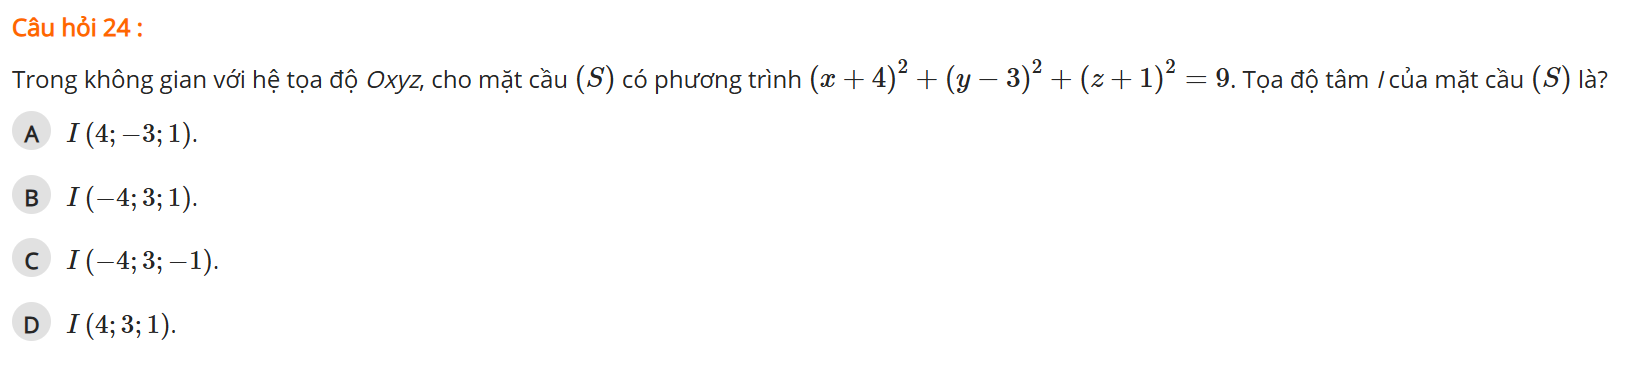 Câu hỏi 24 :
Trong không gian với hệ tọa độ Oxyz, cho mặt cầu (S) có phương trình (x + 4)² + (y − 3)² + (z + 1)² = 9. Tọa độ tâm I của mặt cầu (S) là?
A I (4; −3; 1).
B I (−4; 3; 1).
C I (−4; 3; −1).
D I (4; 3; 1).